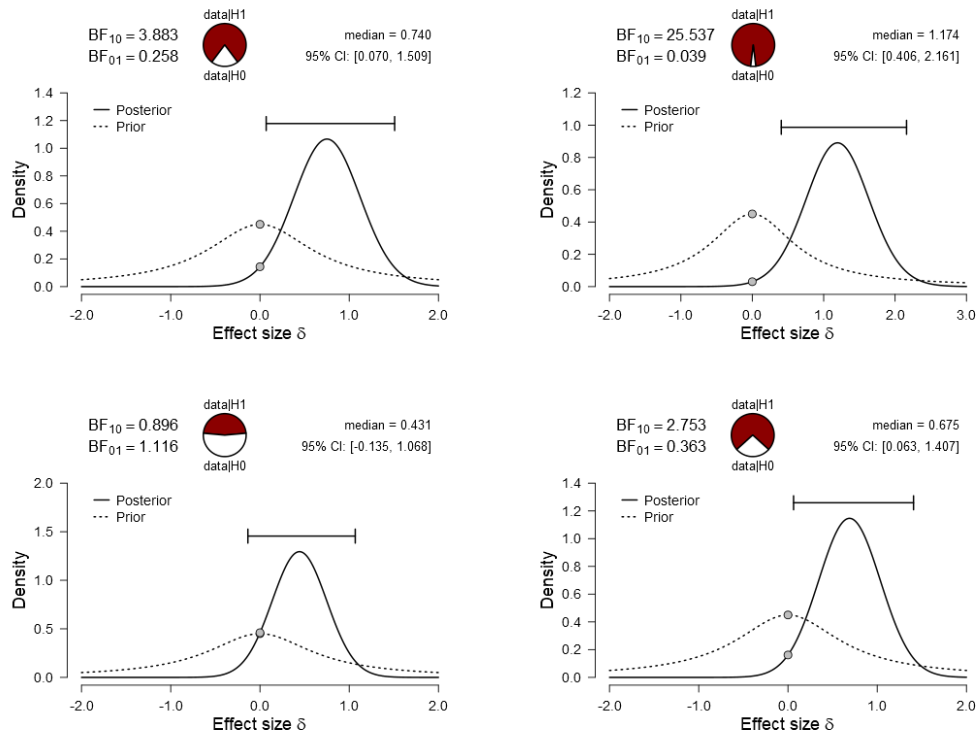 data|H1
BF10 = 3.883
BF01 = 0.258
data|H0
median = 0.740
95% CI: [0.070, 1.509]
1.4
1.2
1.0
0.8
0.6
0.4
0.2
0.0
Density
Posterior
Prior
-2.0 -1.0 0.0 1.0 2.0
Effect size δ
data|H1
BF10 = 25.537
BF01 = 0.039
data|H0
median = 1.174
95% CI: [0.406, 2.161]
1.2
1.0
0.8
0.6
0.4
0.2
0.0
Density
Posterior
Prior
-2.0 -1.0 0.0 1.0 2.0 3.0
Effect size δ
data|H1
BF10 = 0.896
BF01 = 1.116
data|H0
median = 0.431
95% CI: [-0.135, 1.068]
2.0
1.5
1.0
0.5
0.0
Density
Posterior
Prior
-2.0 -1.0 0.0 1.0 2.0
Effect size δ
data|H1
BF10 = 2.753
BF01 = 0.363
data|H0
median = 0.675
95% CI: [0.063, 1.407]
1.4
1.2
1.0
0.8
0.6
0.4
0.2
0.0
Density
Posterior
Prior
-2.0 -1.0 0.0 1.0 2.0
Effect size δ